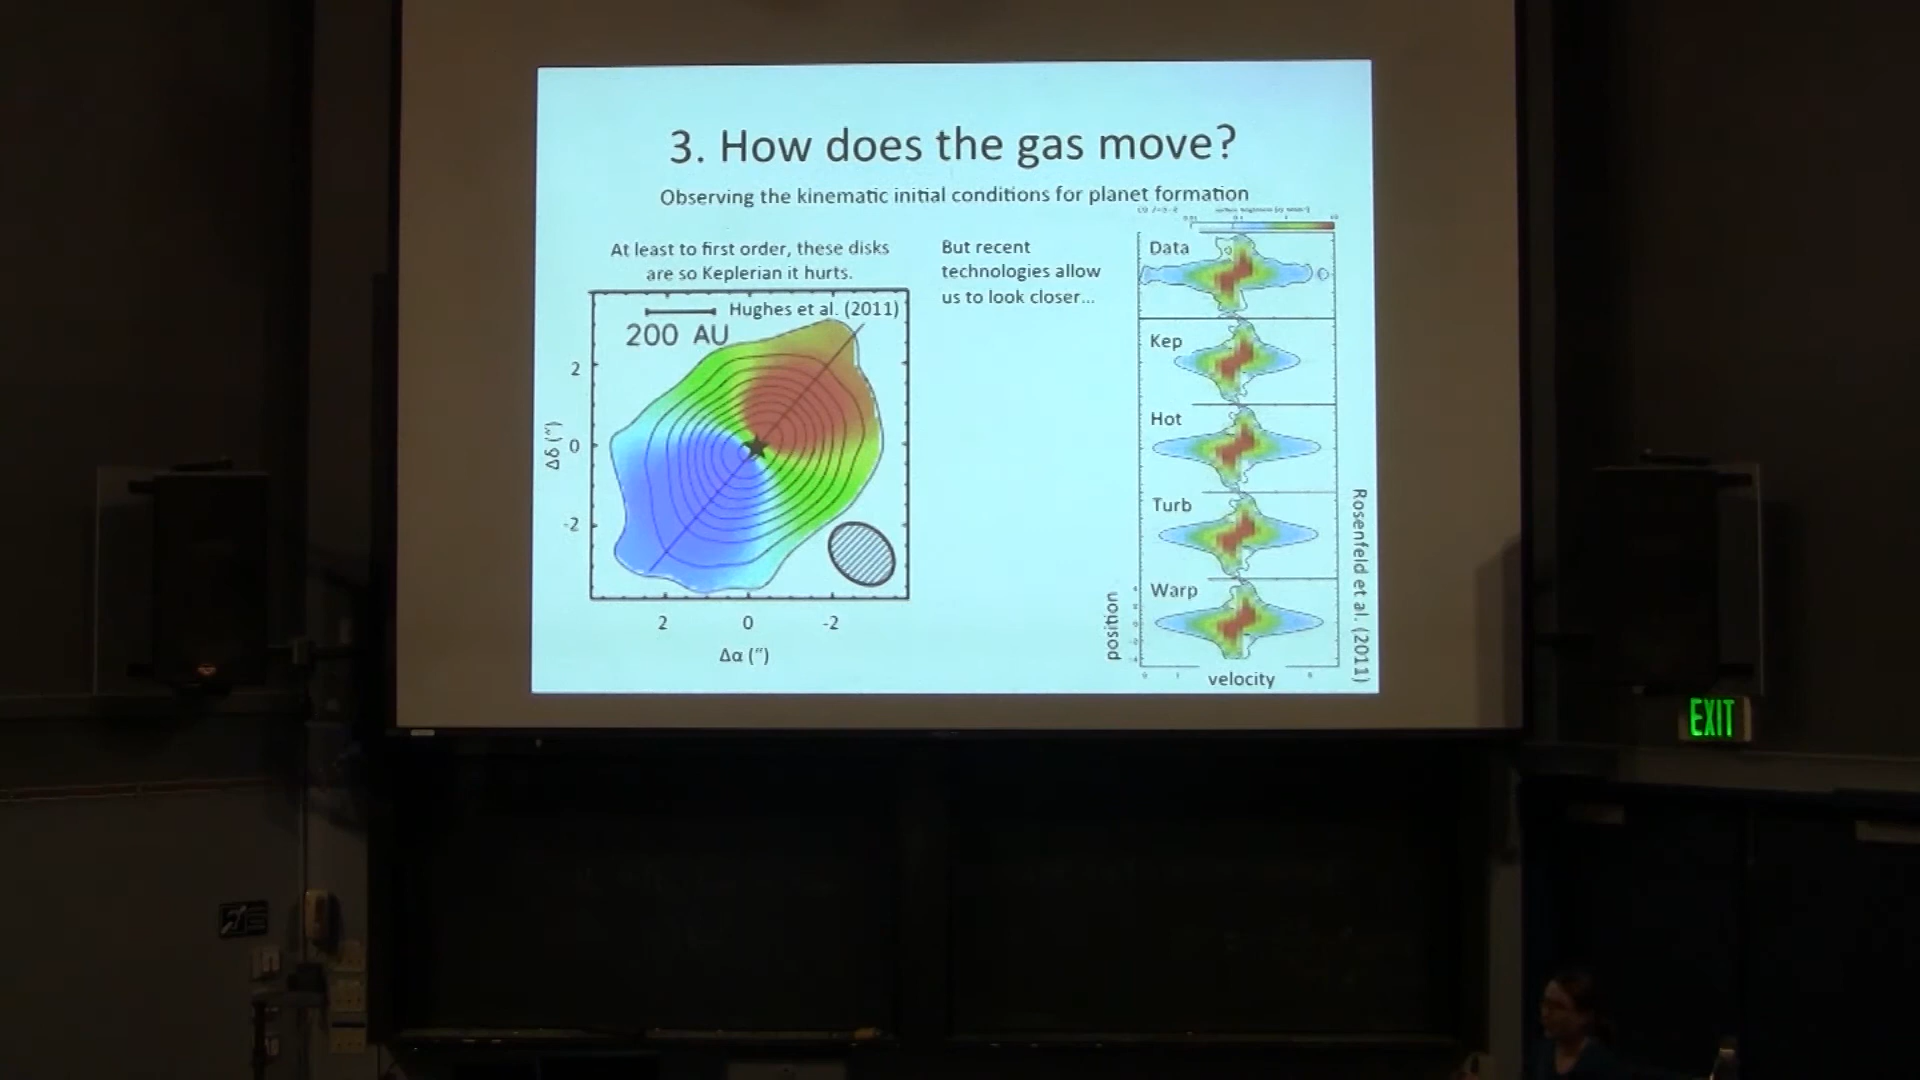 3. How does the gas move?
Observing the kinematic initial conditions for planet formation
At least to first order, these disks
are so Keplerian it hurts.
Hughes et al. (2011)
200 AU
2
0
-2
Δδ (″)
2
0
-2
Δα (″)
But recent
technologies allow
us to look closer...
Data
Kep
Hot
Turb
Warp
position
velocity
Rosenfeld et al. (2011)
EXIT